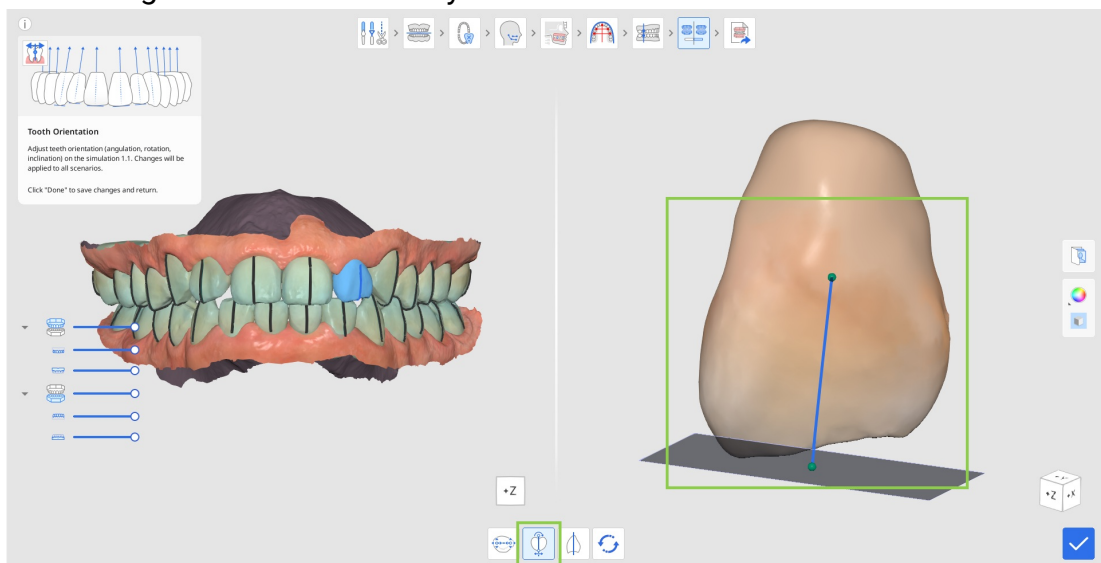 Tooth Orientation
Adjust teeth orientation (angulation, rotation,
inclination) on the simulation 1.1. Changes will be
applied to all scenarios.
Click "Done" to save changes and return.
+Z
+Z
+X